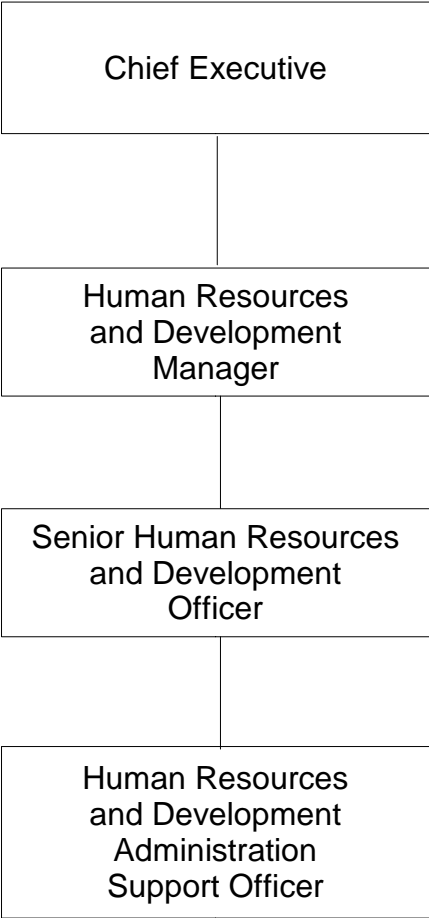 Chief Executive
Human Resources
and Development
Manager
Senior Human Resources
and Development
Officer
Human Resources
and Development
Administration
Support Officer